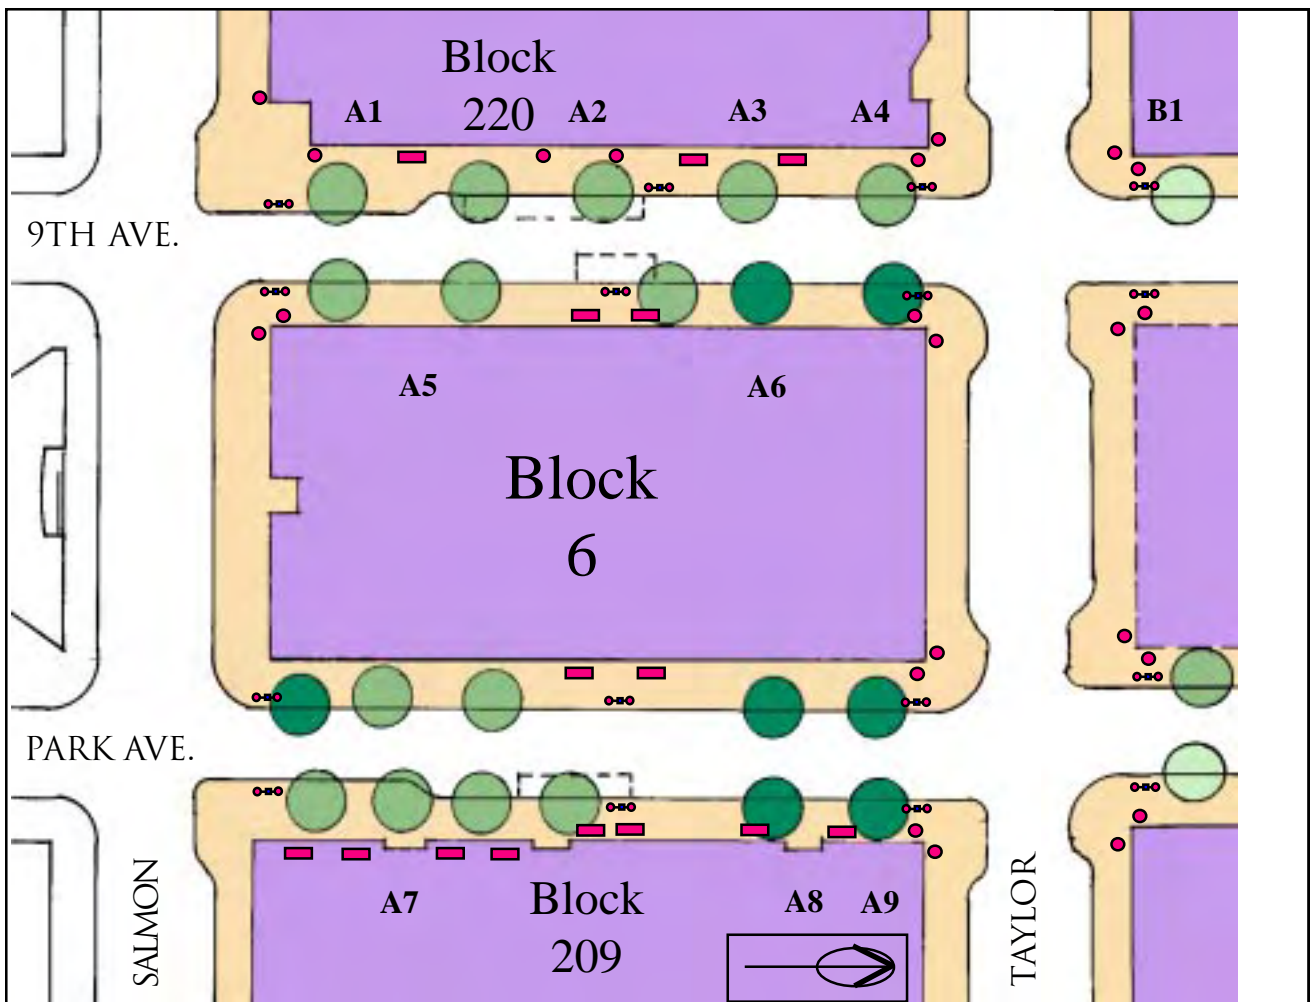 Block
220
A1
A2
A3
A4
B1
9TH AVE.
A5
A6
Block
6
PARK AVE.
SALMON
A7
Block
209
A8
A9
TAYLOR